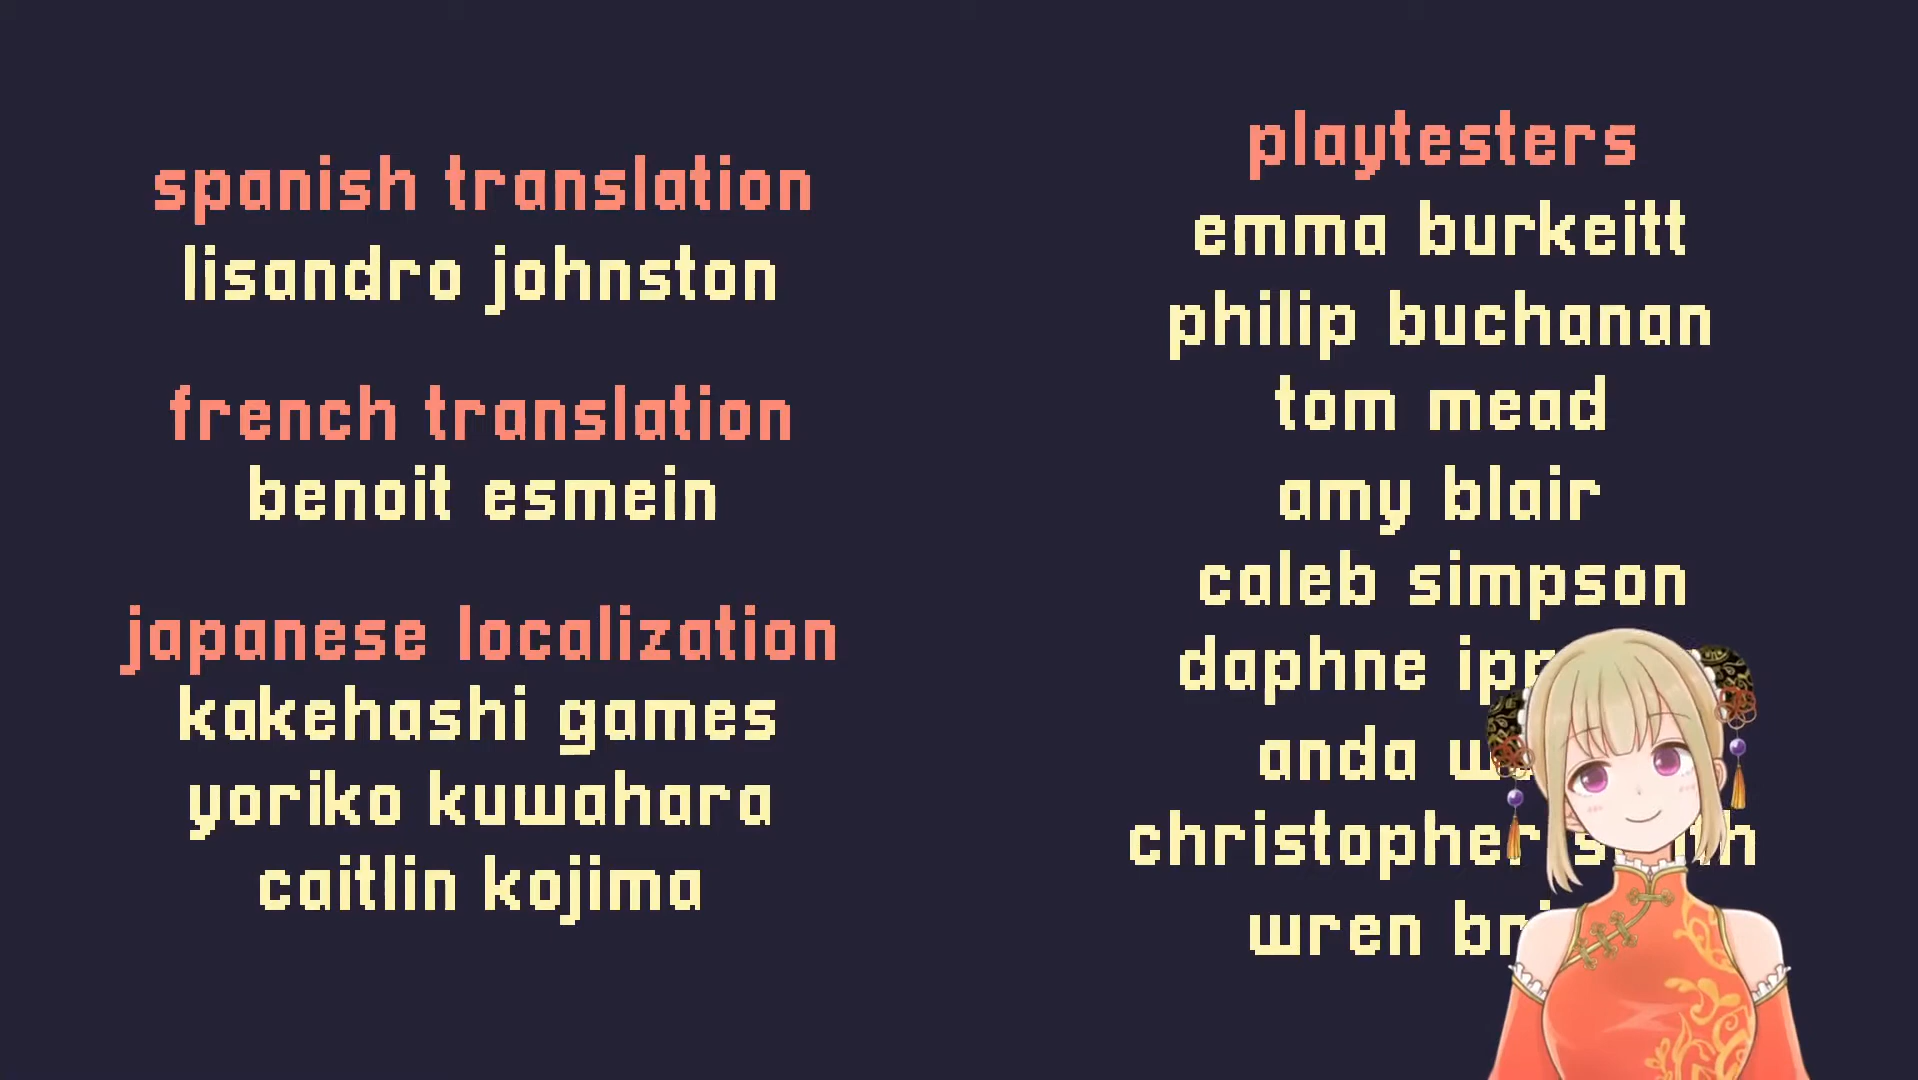 spanish translation
lisandro johnston
french translation
benoit esmein
japanese localization
kakehashi games
yoriko kuwahara
caitlin kojima
playtesters
emma burkeitt
philip buchanan
tom mead
amy blair
caleb simpson
daphne
anda
christopher smith
wren